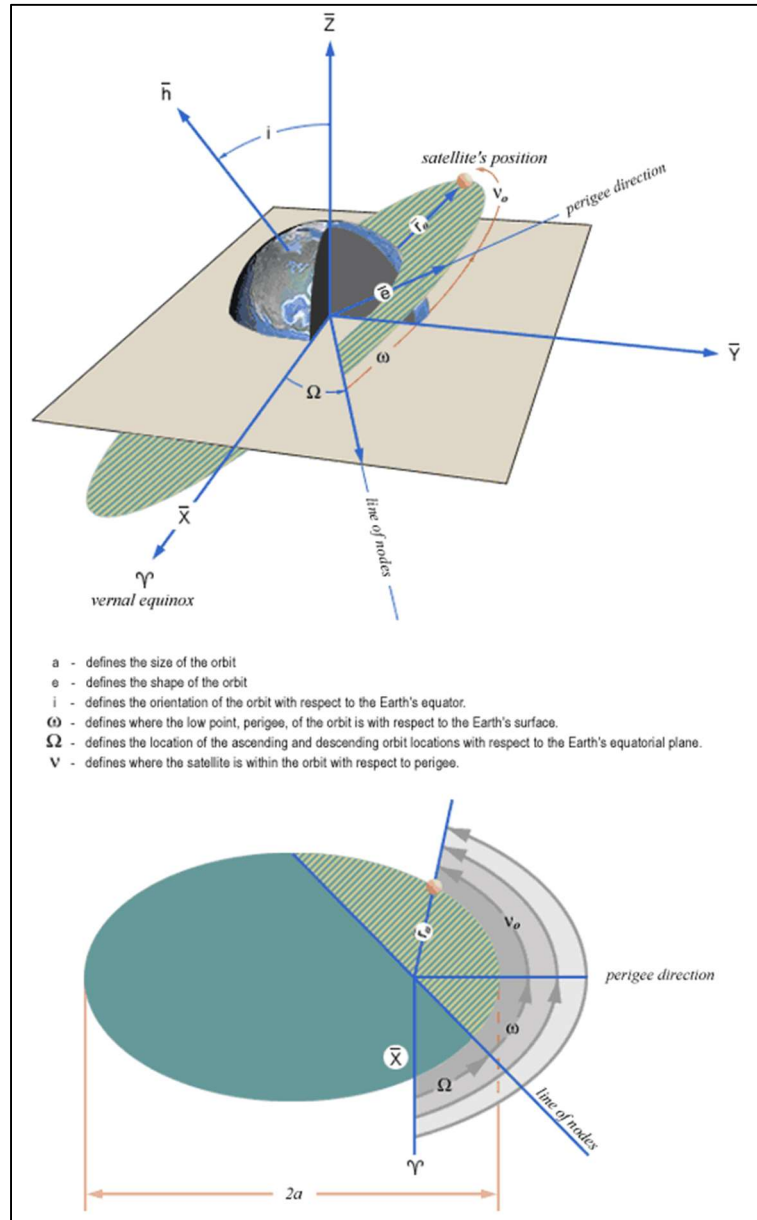 Z̅
h̅
i
satellite's position
νo
perigee direction
r̅o
e̅
Y̅
ω
Ω
X̅
line of nodes
♈
vernal equinox
a - defines the size of the orbit
e - defines the shape of the orbit
i - defines the orientation of the orbit with respect to the Earth's equator.
ω - defines where the low point, perigee, of the orbit is with respect to the Earth's surface.
Ω - defines the location of the ascending and descending orbit locations with respect to the Earth's equatorial plane.
ν - defines where the satellite is within the orbit with respect to perigee.
νo
ro
perigee direction
ω
X̅
Ω
line of nodes
♈
2a